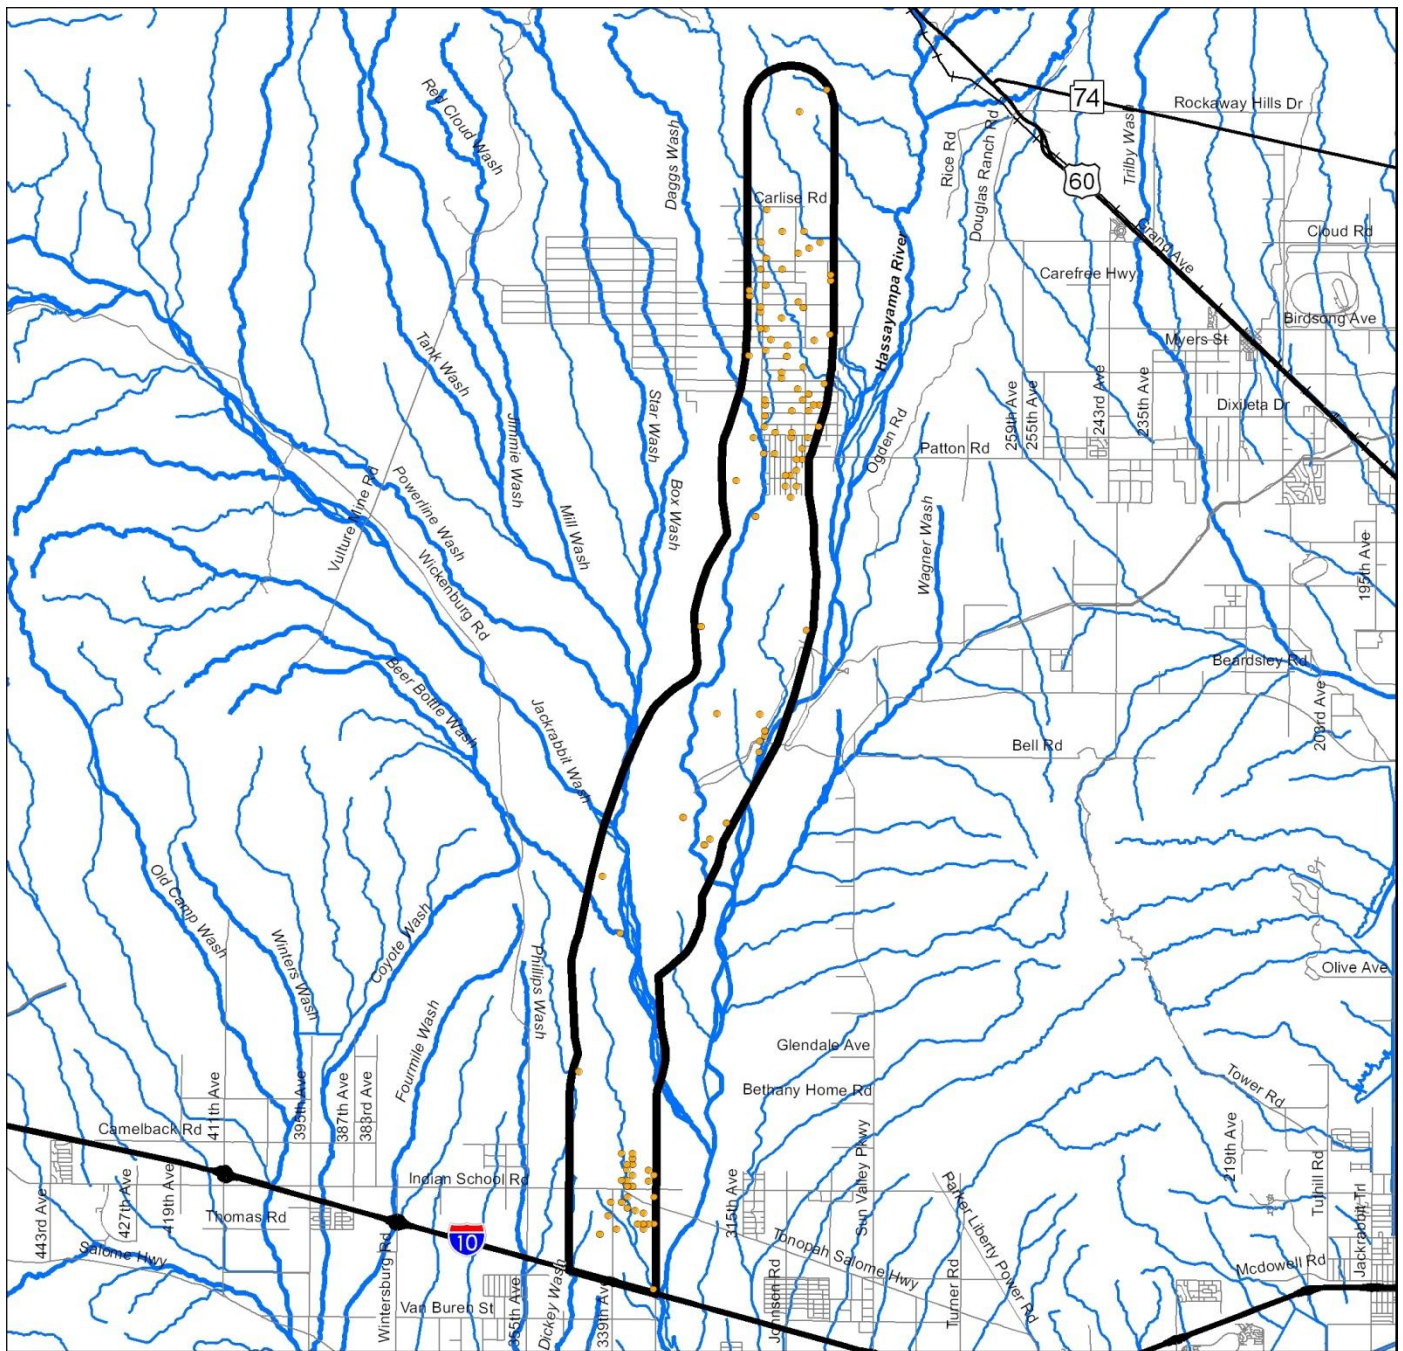 74
Rockaway Hills Dr
Red Cloud Wash
Daggs Wash
Rice Rd
Douglas Ranch Rd
Trilby Wash
60
Carlise Rd
Grand Ave
Cloud Rd
Carefree Hwy
Hassayampa River
Birdsong Ave
Myers St
Tank Wash
Jimmie Wash
Star Wash
259th Ave
255th Ave
243rd Ave
235th Ave
Dixileta Dr
Ogden Rd
Patton Rd
Powerline Wash
Vulture Mine Rd
Mill Wash
Box Wash
Wagner Wash
195th Ave
Wickenburg Rd
Beer Bottle Wash
Beardsley Rd
203rd Ave
Jackrabbit Wash
Bell Rd
Old Camp Wash
Winters Wash
Coyote Wash
Phillips Wash
Olive Ave
Fourmile Wash
Glendale Ave
Bethany Home Rd
Tower Rd
411th Ave
395th Ave
387th Ave
383rd Ave
Camelback Rd
Sun Valley Pkwy
219th Ave
443rd Ave
427th Ave
419th Ave
Indian School Rd
315th Ave
Parker Liberty Power Rd
Tuthill Rd
Jackrabbit Trl
Thomas Rd
10
Salome Hwy
Wintersburg Rd
Tonopah Salome Hwy
Mcdowell Rd
Van Buren St
355th Ave
Dickey Wash
339th Ave
Johnson Rd
Turner Rd